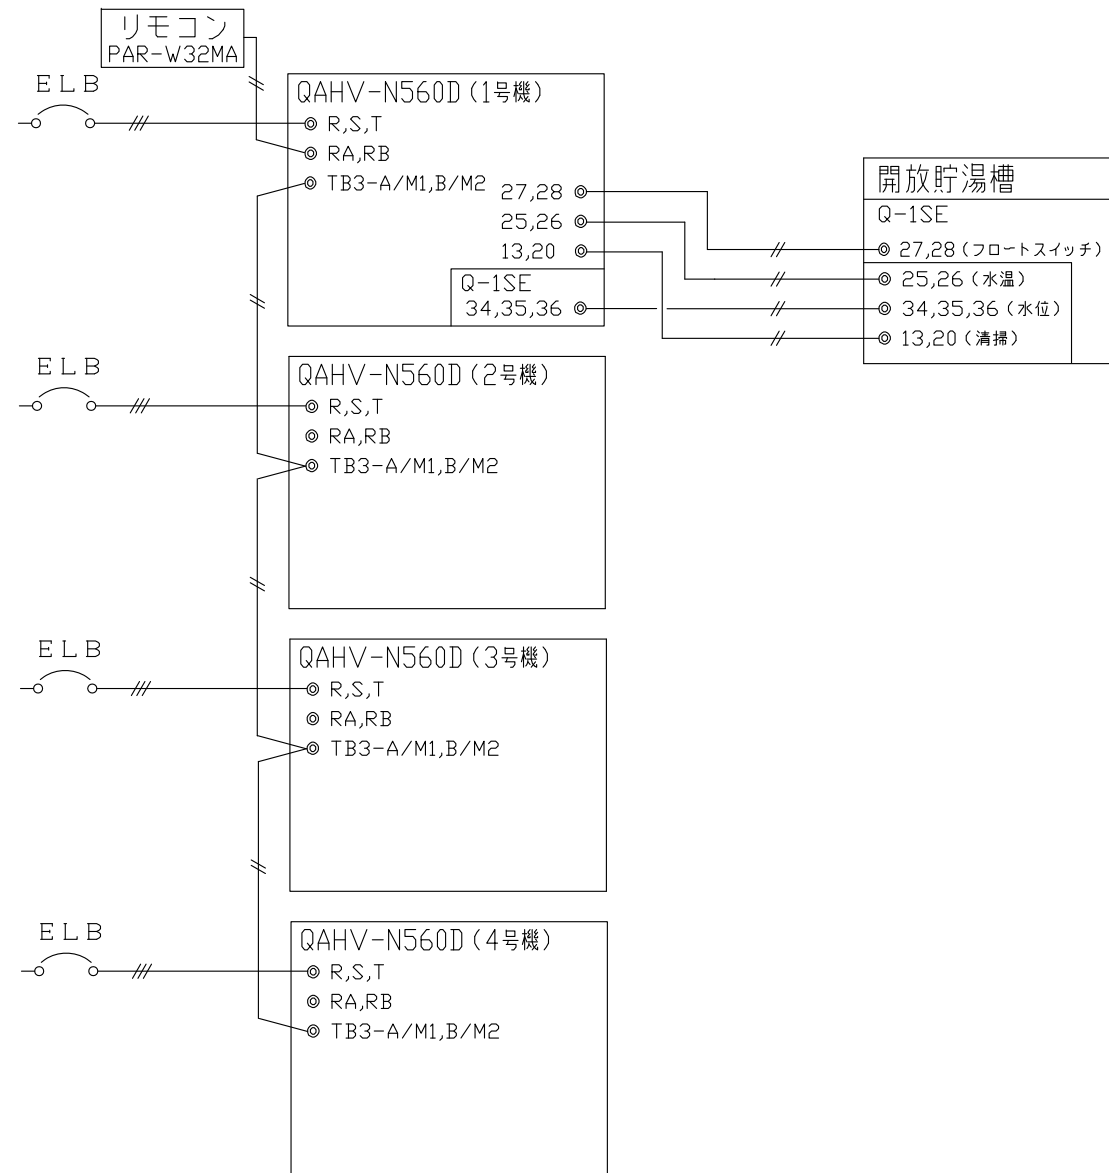 リモコン
PAR-W32MA
ELB
QAHV-N560D(1号機)
R,S,T
RA,RB
TB3-A/M1,B/M2
27,28
25,26
13,20
Q-1SE
34,35,36
開放貯湯槽
Q-1SE
27,28(フロートスイッチ)
25,26(水温)
34,35,36(水位)
13,20(清掃)
ELB
QAHV-N560D(2号機)
R,S,T
RA,RB
TB3-A/M1,B/M2
ELB
QAHV-N560D(3号機)
R,S,T
RA,RB
TB3-A/M1,B/M2
ELB
QAHV-N560D(4号機)
R,S,T
RA,RB
TB3-A/M1,B/M2